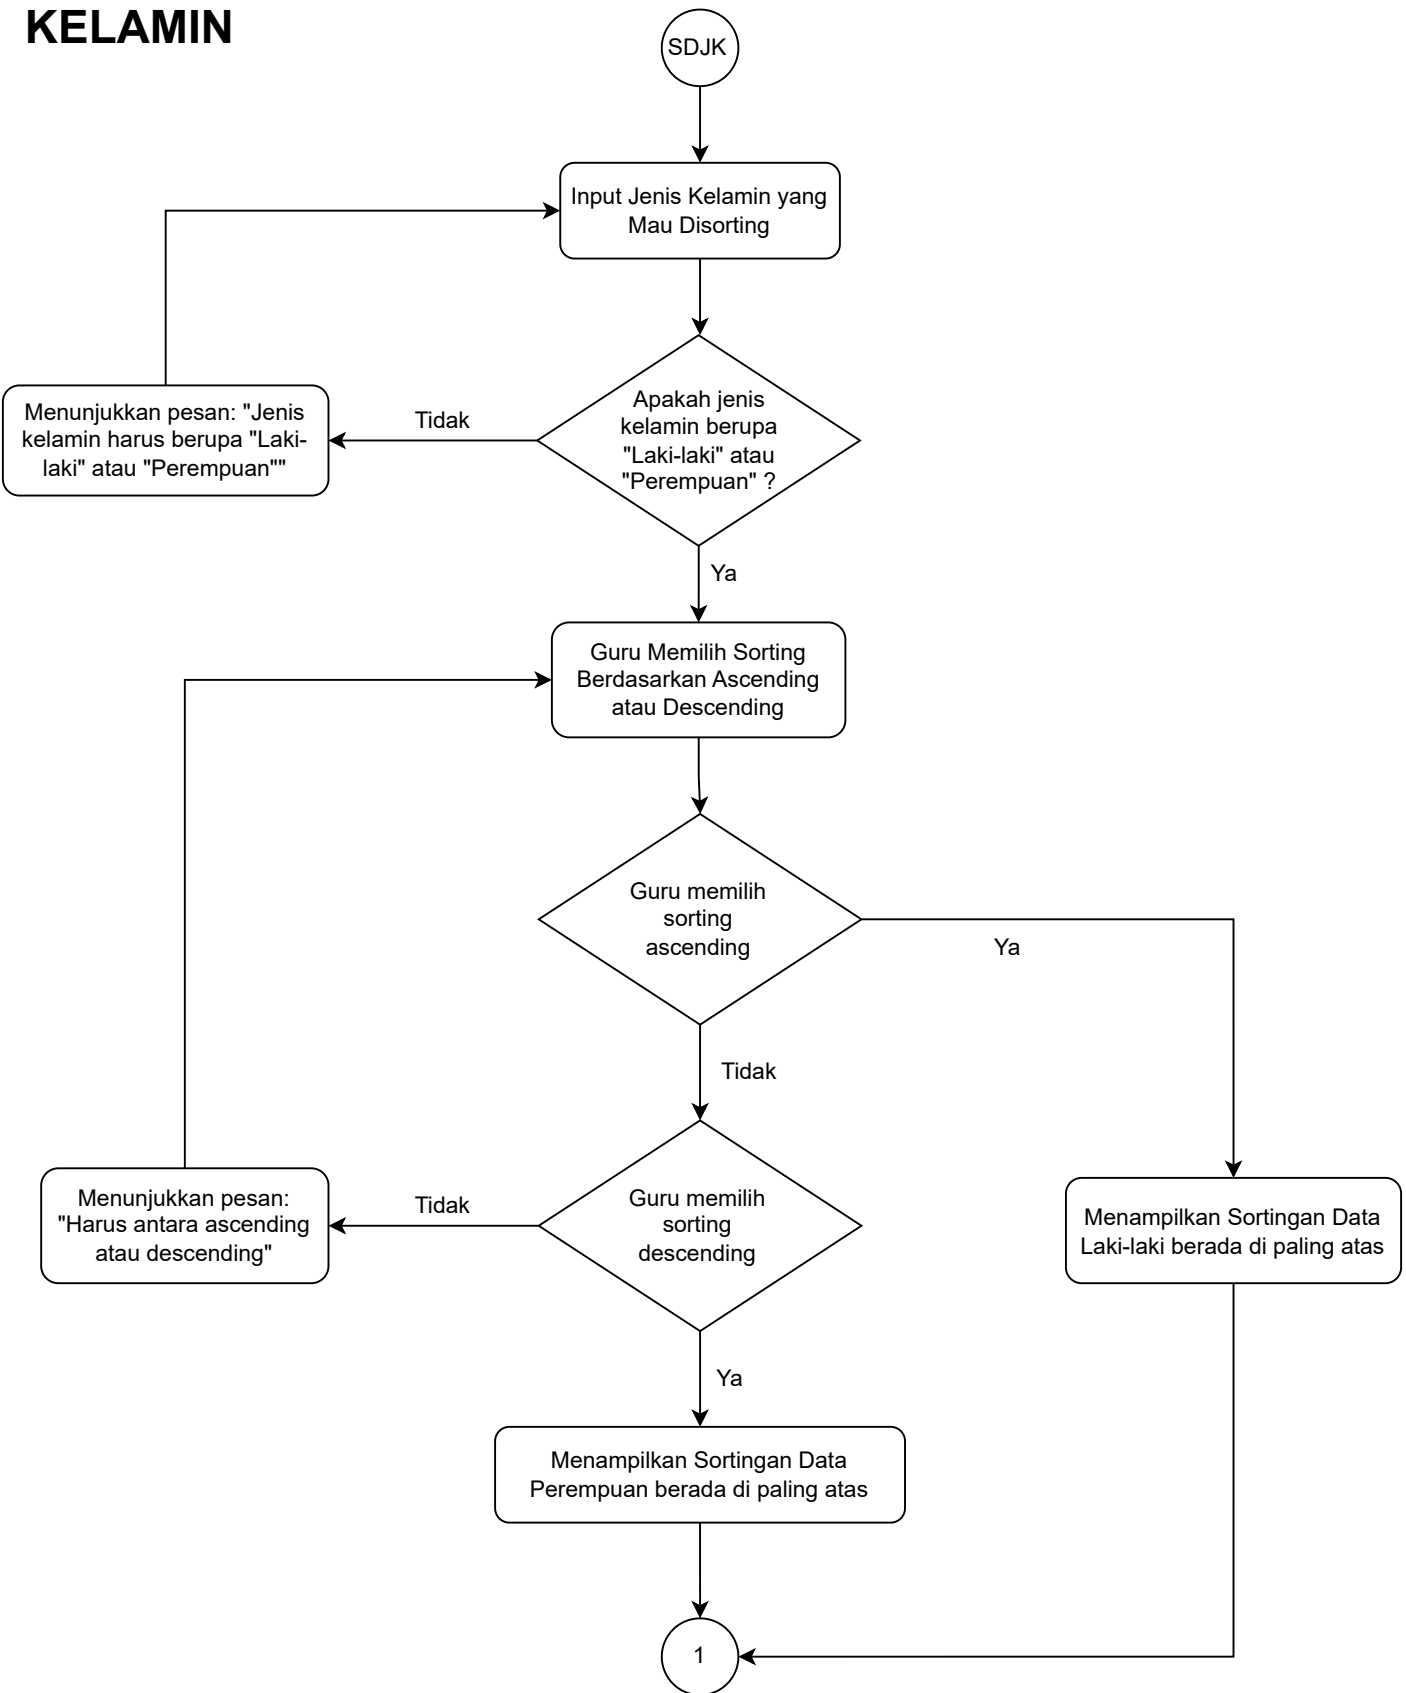 KELAMIN
SDJK
Input Jenis Kelamin yang
Mau Disorting
Apakah jenis
kelamin berupa
"Laki-laki" atau
"Perempuan" ?
Tidak
Menunjukkan pesan: "Jenis
kelamin harus berupa "Laki-
laki" atau "Perempuan""
Ya
Guru Memilih Sorting
Berdasarkan Ascending
atau Descending
Guru memilih
sorting
ascending
Ya
Tidak
Guru memilih
sorting
descending
Tidak
Menunjukkan pesan:
"Harus antara ascending
atau descending"
Menampilkan Sortingan Data
Laki-laki berada di paling atas
Ya
Menampilkan Sortingan Data
Perempuan berada di paling atas
1